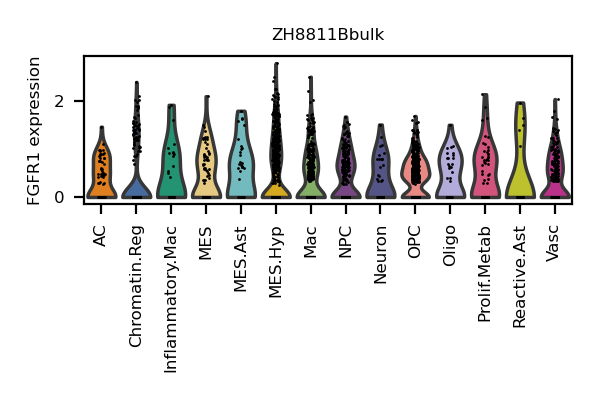 ZH8811Bbulk
FGFR1 expression
2
0
AC
Chromatin.Reg
Inflammatory.Mac
MES
MES.Ast
MES.Hyp
Mac
NPC
Neuron
OPC
Oligo
Prolif.Metab
Reactive.Ast
Vasc